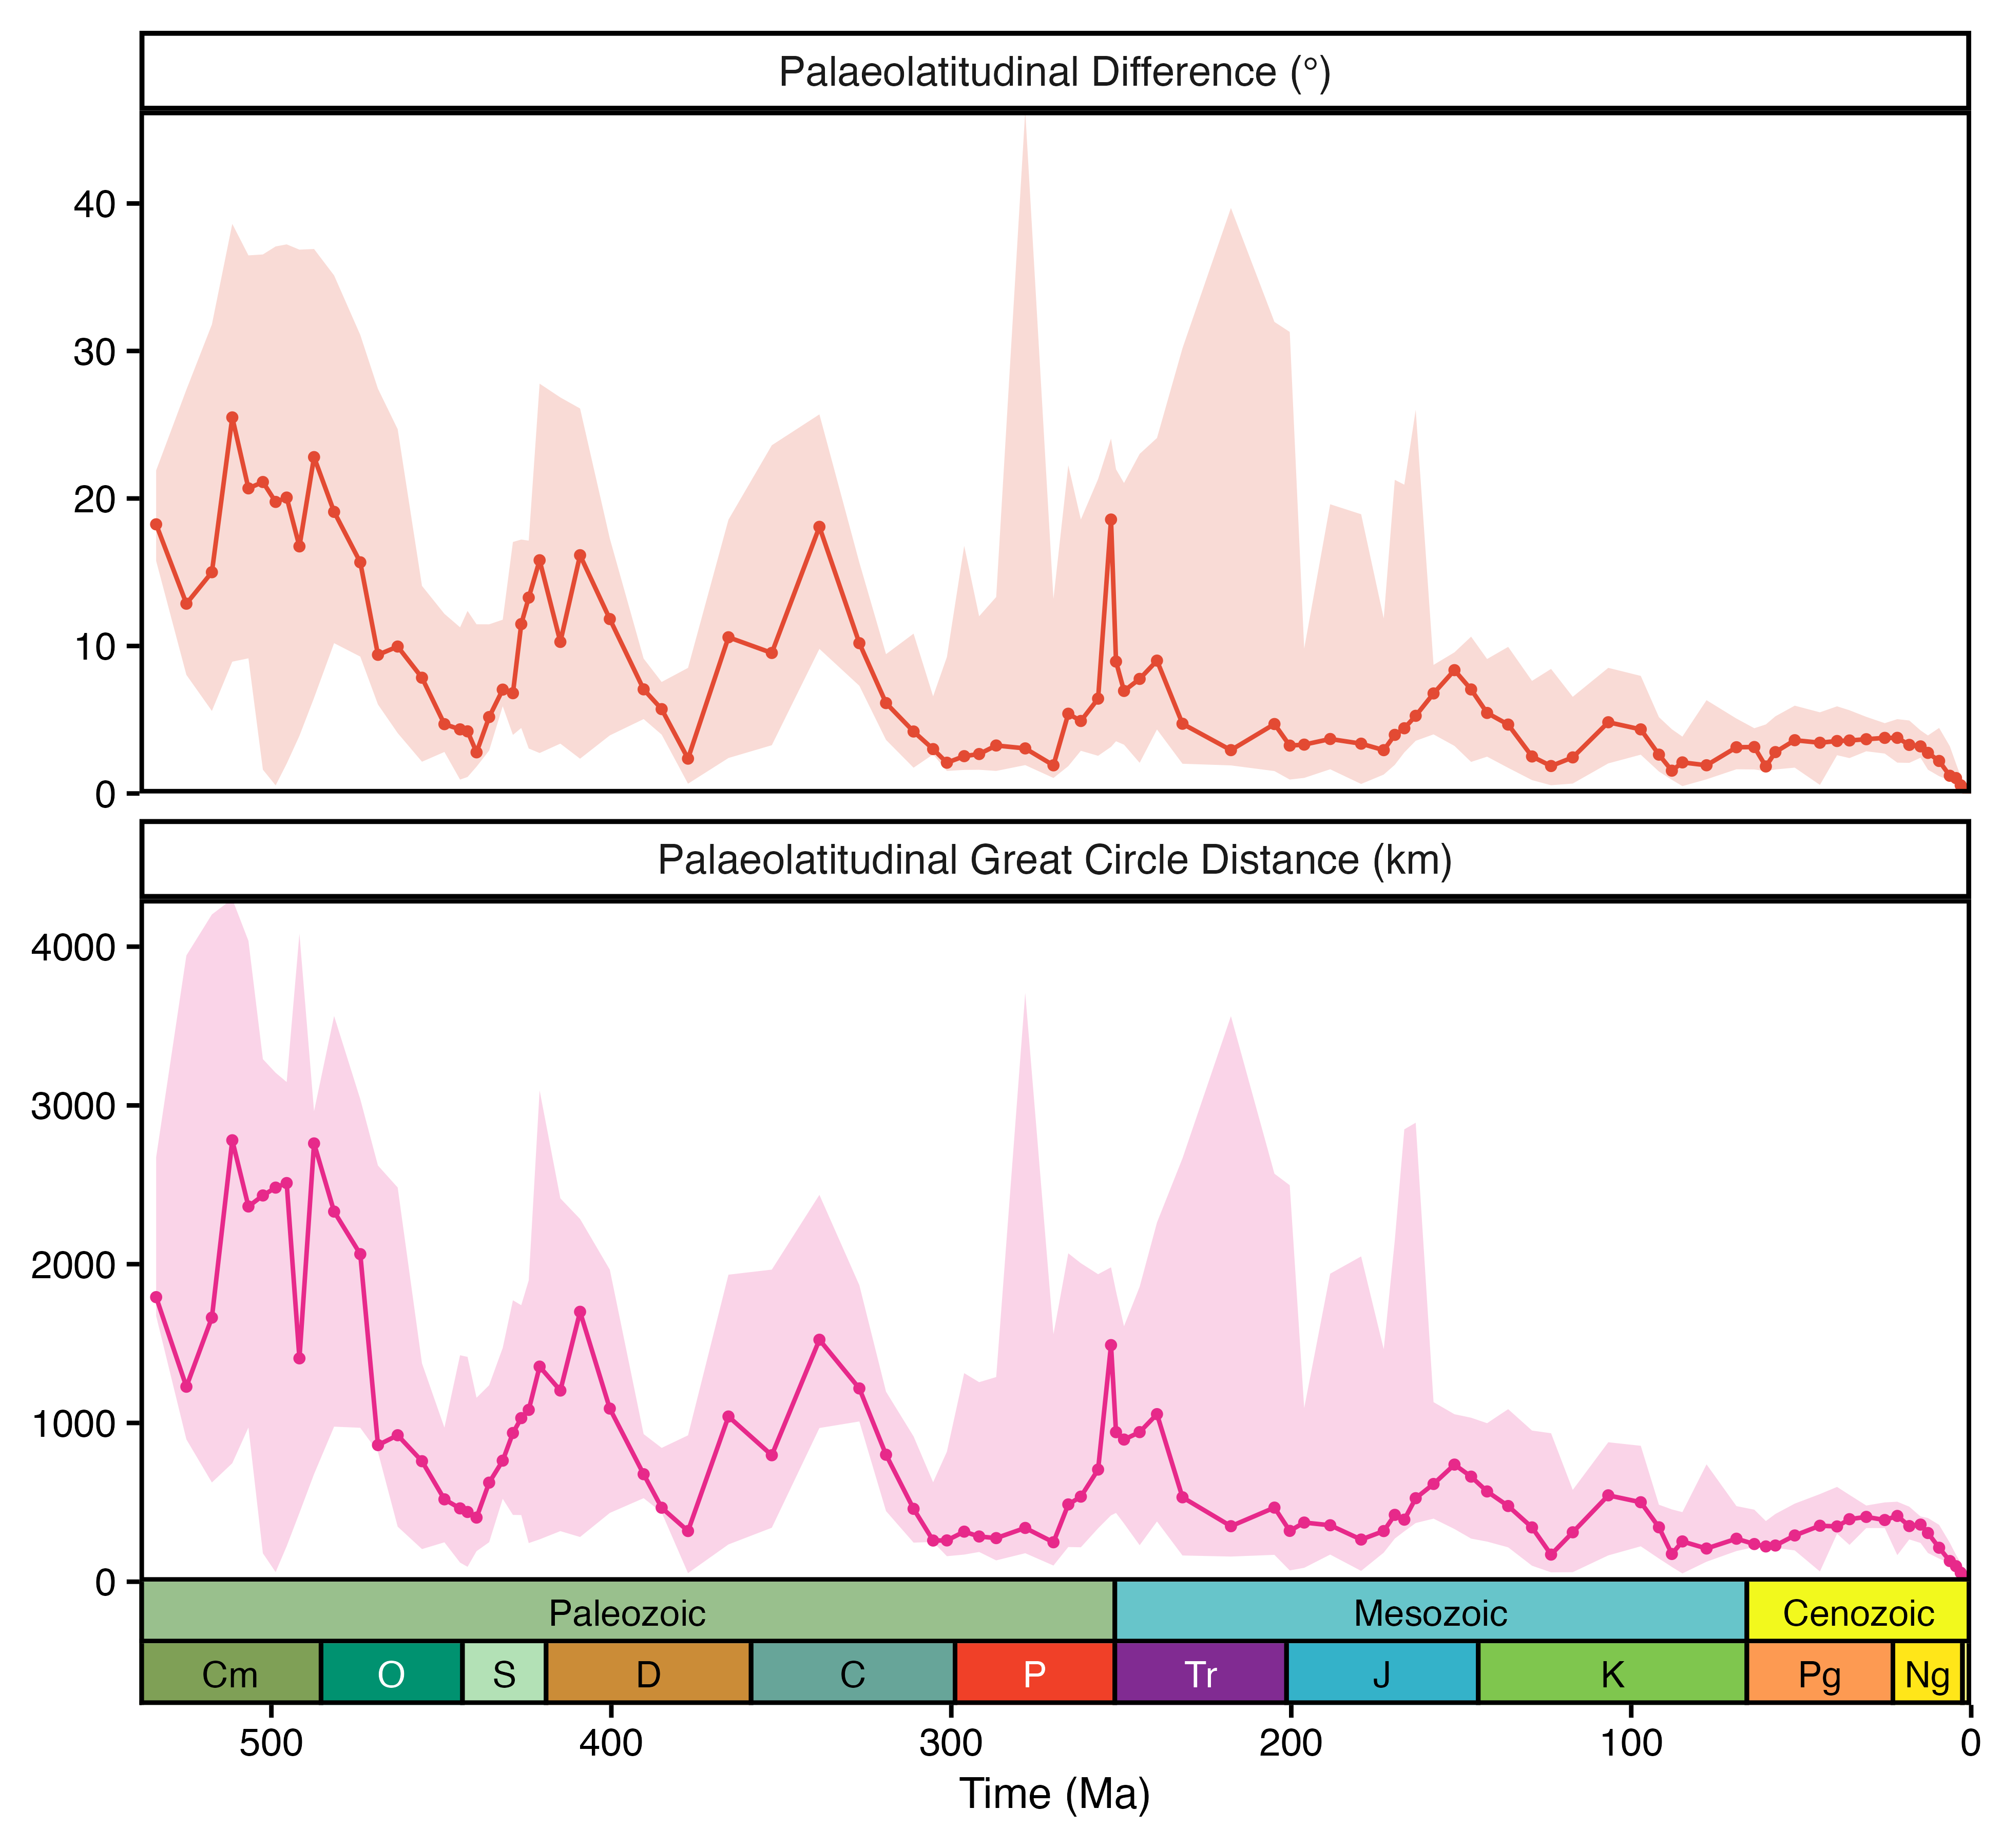 Palaeolatitudinal Difference (°)
40
30
20
10
0
Palaeolatitudinal Great Circle Distance (km)
4000
3000
2000
1000
0
Paleozoic Mesozoic Cenozoic
Cm O S D C P Tr J K Pg Ng
500 400 300 200 100 0
Time (Ma)